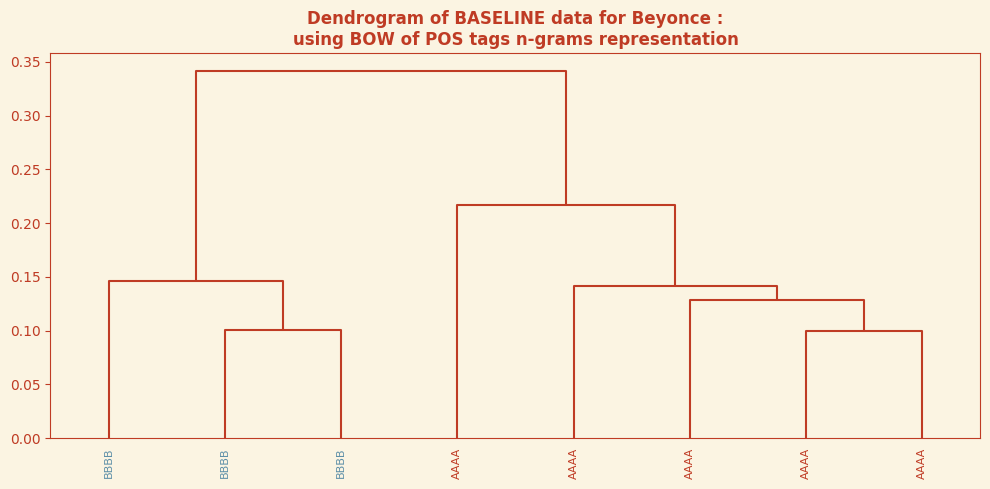 Dendrogram of BASELINE data for Beyonce :
using BOW of POS tags n-grams representation
0.35
0.30
0.25
0.20
0.15
0.10
0.05
0.00
BBBB
BBBB
BBBB
AAAA
AAAA
AAAA
AAAA
AAAA